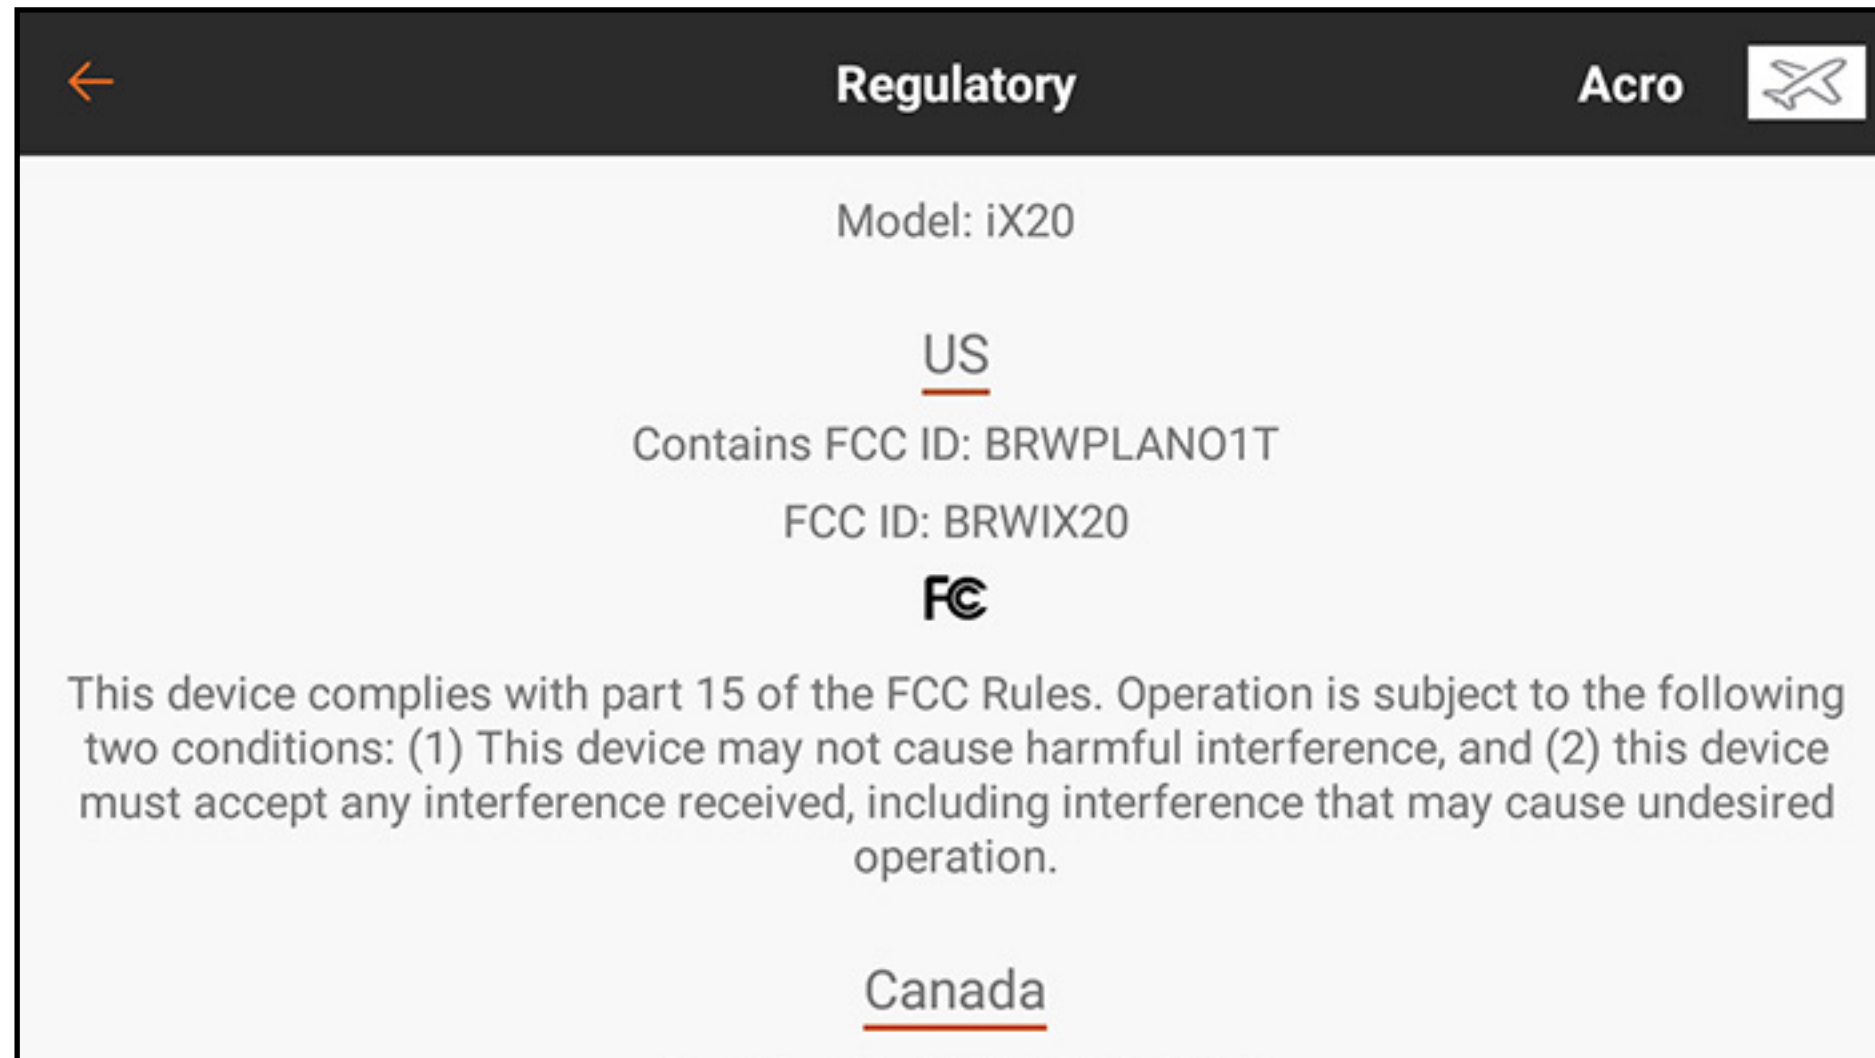 Regulatory
Acro
Model: iX20
US
Contains FCC ID: BRWPLANO1T
FCC ID: BRWIX20
FC
This device complies with part 15 of the FCC Rules. Operation is subject to the following
two conditions: (1) This device may not cause harmful interference, and (2) this device
must accept any interference received, including interference that may cause undesired
operation.
Canada